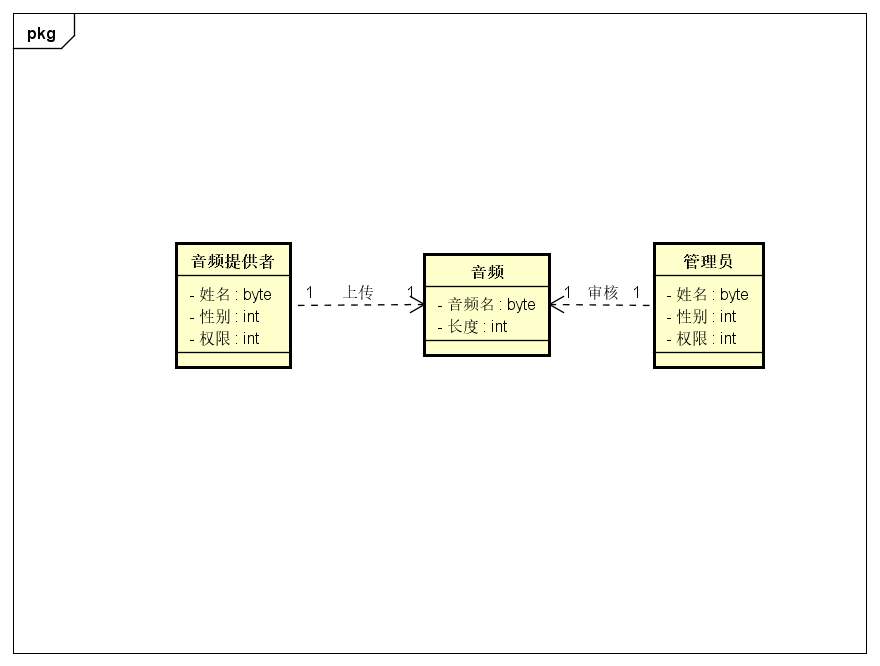 pkg
音频提供者
- 姓名 : byte
- 性别 : int
- 权限 : int
1 上传 1
音频
- 音频名 : byte
- 长度 : int
1 审核 1
管理员
- 姓名 : byte
- 性别 : int
- 权限 : int